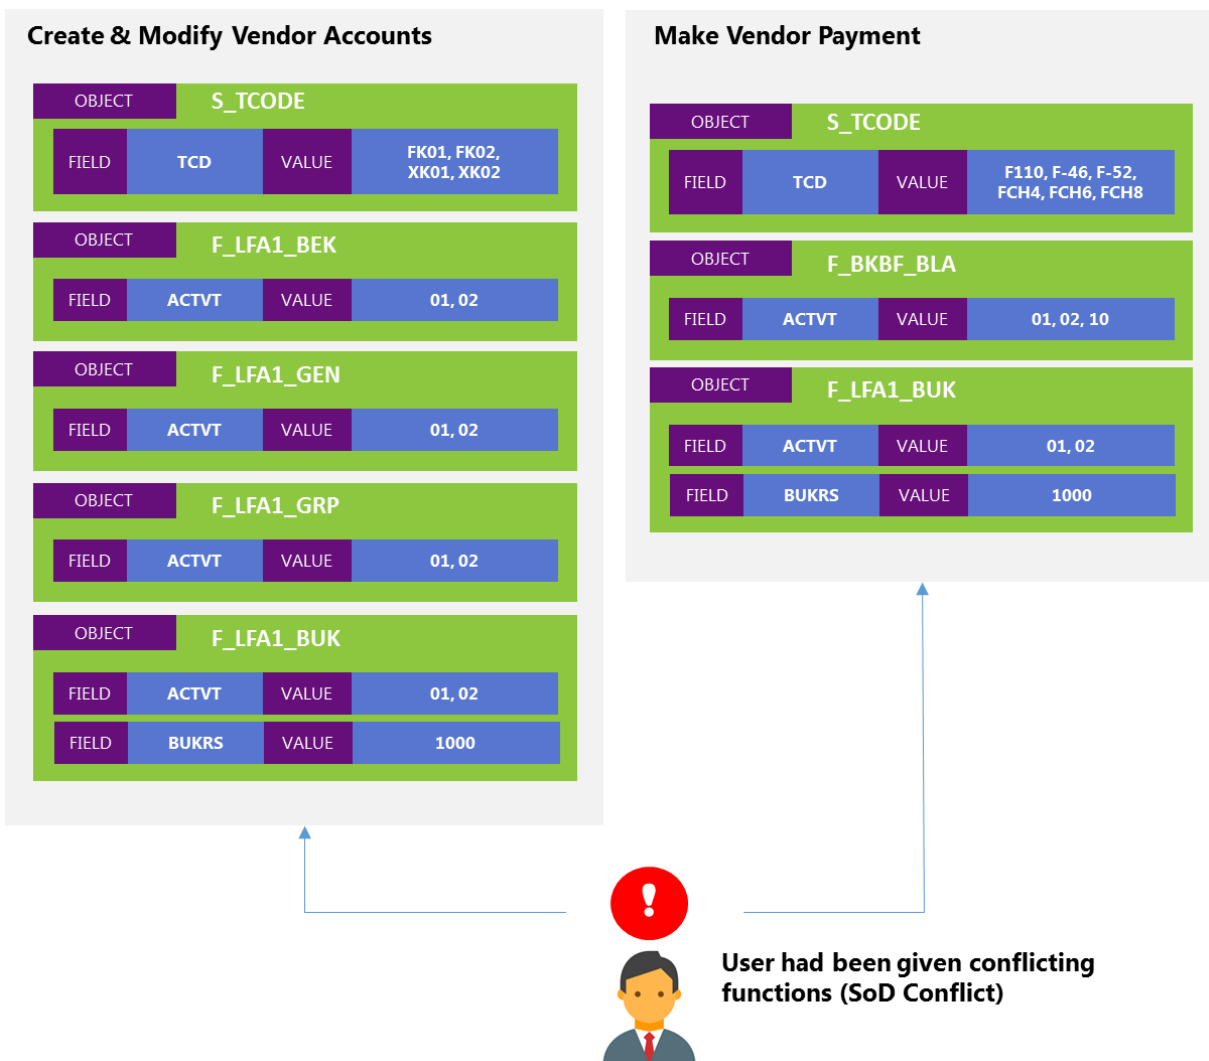 Create & Modify Vendor Accounts
OBJECT S_TCODE
FIELD TCD VALUE FK01, FK02,
XK01, XK02
OBJECT F_LFA1_BEK
FIELD ACTVT VALUE 01, 02
OBJECT F_LFA1_GEN
FIELD ACTVT VALUE 01, 02
OBJECT F_LFA1_GRP
FIELD ACTVT VALUE 01, 02
OBJECT F_LFA1_BUK
FIELD ACTVT VALUE 01, 02
FIELD BUKRS VALUE 1000
Make Vendor Payment
OBJECT S_TCODE
FIELD TCD VALUE F110, F-46, F-52,
FCH4, FCH6, FCH8
OBJECT F_BKBF_BLA
FIELD ACTVT VALUE 01, 02, 10
OBJECT F_LFA1_BUK
FIELD ACTVT VALUE 01, 02
FIELD BUKRS VALUE 1000
!
User had been given conflicting
functions (SoD Conflict)